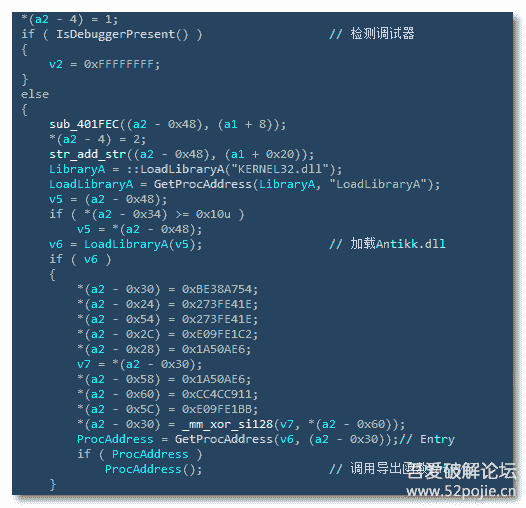 *(a2 - 4) = 1;
if ( IsDebuggerPresent() ) // 检测调试器
{
v2 = 0xFFFFFFFF;
}
else
{
sub_401FEC((a2 - 0x48), (a1 + 8));
*(a2 - 4) = 2;
str_add_str((a2 - 0x48), (a1 + 0x20));
LibraryA = ::LoadLibraryA("KERNEL32.dll");
LoadLibraryA = GetProcAddress(LibraryA, "LoadLibraryA");
v5 = (a2 - 0x48);
if ( *(a2 - 0x34) >= 0x10u )
v5 = *(a2 - 0x48);
v6 = LoadLibraryA(v5); // 加载Antikk.dll
if ( v6 )
{
*(a2 - 0x30) = 0xBE38A754;
*(a2 - 0x24) = 0x273FE41E;
*(a2 - 0x54) = 0x273FE41E;
*(a2 - 0x2C) = 0xE09FE1C2;
*(a2 - 0x28) = 0x1A50AE6;
v7 = *(a2 - 0x30);
*(a2 - 0x58) = 0x1A50AE6;
*(a2 - 0x60) = 0xCC4CC911;
*(a2 - 0x5C) = 0xE09FE1BB;
*(a2 - 0x30) = _mm_xor_si128(v7, *(a2 - 0x60));
ProcAddress = GetProcAddress(v6, (a2 - 0x30));// Entry
if ( ProcAddress )
ProcAddress(); // 调用导出
}
吾爱破解论坛
www.52pojie.cn